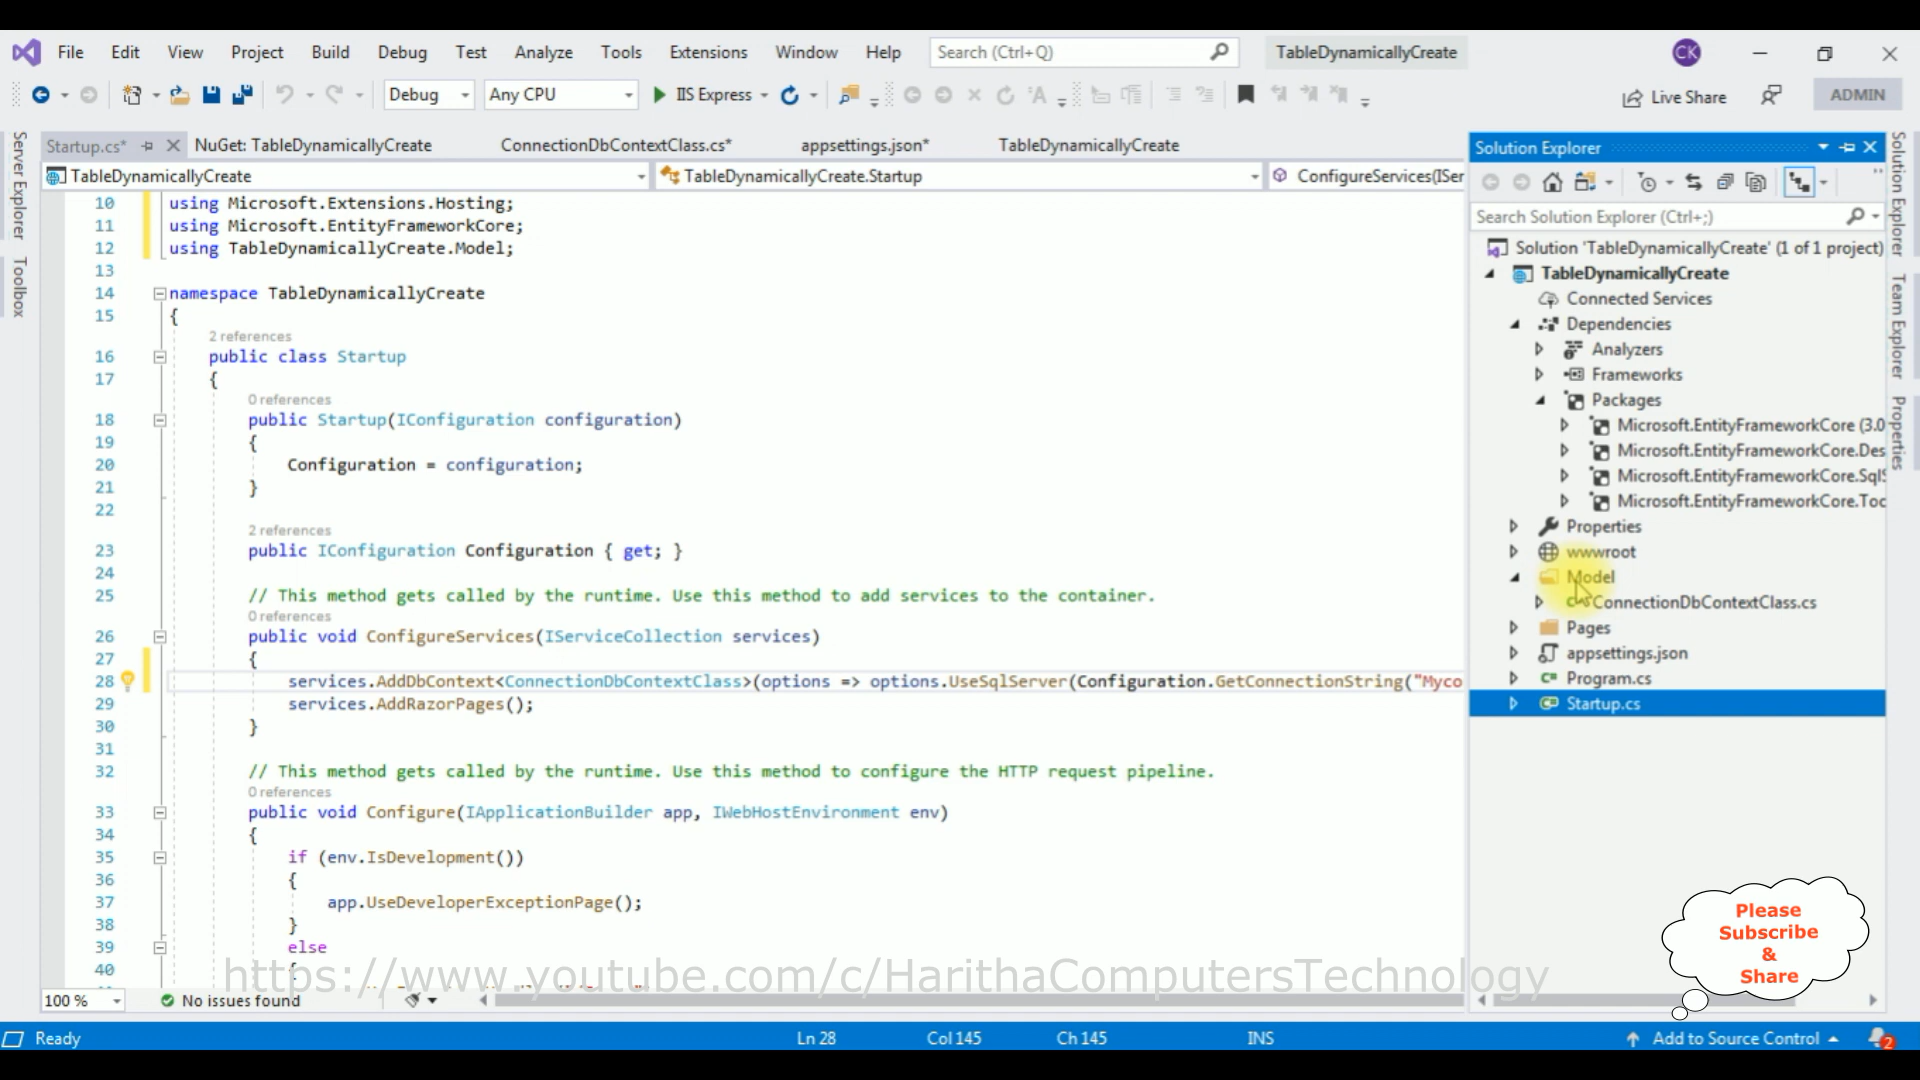 File Edit View Project Build Debug Test Analyze Tools Extensions Window Help Search (Ctrl+Q) TableDynamicallyCreate CK
Debug Any CPU IIS Express Live Share ADMIN
Server Explorer
Toolbox
Startup.cs* NuGet: TableDynamicallyCreate ConnectionDbContextClass.cs* appsettings.json* TableDynamicallyCreate
TableDynamicallyCreate TableDynamicallyCreate.Startup ConfigureServices(ISer
10 using Microsoft.Extensions.Hosting;
11 using Microsoft.EntityFrameworkCore;
12 using TableDynamicallyCreate.Model;
13
14 namespace TableDynamicallyCreate
15 {
2 references
16 public class Startup
17 {
0 references
18 public Startup(IConfiguration configuration)
19 {
20 Configuration = configuration;
21 }
22
2 references
23 public IConfiguration Configuration { get; }
24
25 // This method gets called by the runtime. Use this method to add services to the container.
0 references
26 public void ConfigureServices(IServiceCollection services)
27 {
28 services.AddDbContext<ConnectionDbContextClass>(options => options.UseSqlServer(Configuration.GetConnectionString("Myco
29 services.AddRazorPages();
30 }
31
32 // This method gets called by the runtime. Use this method to configure the HTTP request pipeline.
0 references
33 public void Configure(IApplicationBuilder app, IWebHostEnvironment env)
34 {
35 if (env.IsDevelopment())
36 {
37 app.UseDeveloperExceptionPage();
38 }
39 else
40 {
https://www.youtube.com/c/HarithaComputersTechnology
100 % No issues found
Solution Explorer
Search Solution Explorer (Ctrl+;)
Solution 'TableDynamicallyCreate' (1 of 1 project)
TableDynamicallyCreate
Connected Services
Dependencies
Analyzers
Frameworks
Packages
Microsoft.EntityFrameworkCore (3.0
Microsoft.EntityFrameworkCore.Des
Microsoft.EntityFrameworkCore.SqlS
Microsoft.EntityFrameworkCore.Too
Properties
wwwroot
Model
ConnectionDbContextClass.cs
Pages
appsettings.json
Program.cs
Startup.cs
Solution Explorer
Team Explorer
Properties
Please
Subscribe
&
Share
Ready Ln 28 Col 145 Ch 145 INS Add to Source Control 2